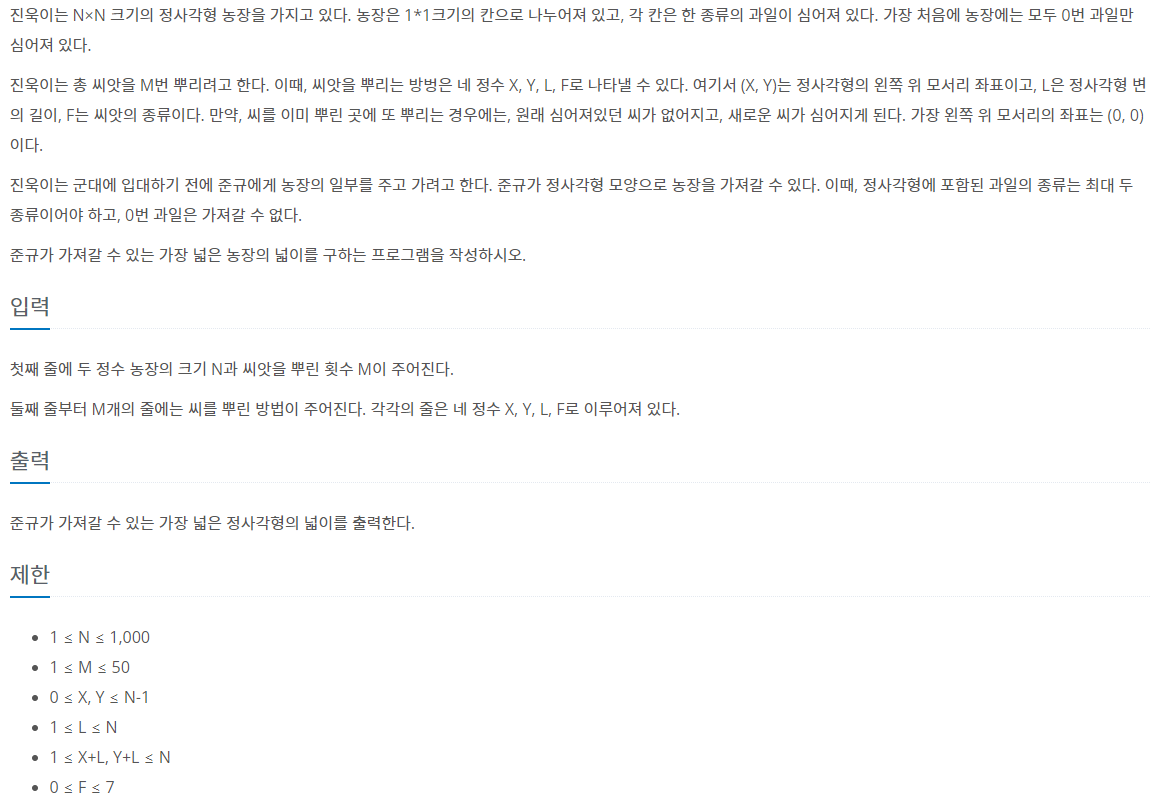 진욱이는 N×N 크기의 정사각형 농장을 가지고 있다. 농장은 1*1크기의 칸으로 나누어져 있고, 각 칸은 한 종류의 과일이 심어져 있다. 가장 처음에 농장에는 모두 0번 과일만
심어져 있다.
진욱이는 총 씨앗을 M번 뿌리려고 한다. 이때, 씨앗을 뿌리는 방벙은 네 정수 X, Y, L, F로 나타낼 수 있다. 여기서 (X, Y)는 정사각형의 왼쪽 위 모서리 좌표이고, L은 정사각형 변
의 길이, F는 씨앗의 종류이다. 만약, 씨를 이미 뿌린 곳에 또 뿌리는 경우에는, 원래 심어져있던 씨가 없어지고, 새로운 씨가 심어지게 된다. 가장 왼쪽 위 모서리의 좌표는 (0, 0)
이다.
진욱이는 군대에 입대하기 전에 준규에게 농장의 일부를 주고 가려고 한다. 준규가 정사각형 모양으로 농장을 가져갈 수 있다. 이때, 정사각형에 포함된 과일의 종류는 최대 두
종류이어야 하고, 0번 과일은 가져갈 수 없다.
준규가 가져갈 수 있는 가장 넓은 농장의 넓이를 구하는 프로그램을 작성하시오.
입력
첫째 줄에 두 정수 농장의 크기 N과 씨앗을 뿌린 횟수 M이 주어진다.
둘째 줄부터 M개의 줄에는 씨를 뿌린 방법이 주어진다. 각각의 줄은 네 정수 X, Y, L, F로 이루어져 있다.
출력
준규가 가져갈 수 있는 가장 넓은 정사각형의 넓이를 출력한다.
제한
• 1 ≤ N ≤ 1,000
• 1 ≤ M ≤ 50
• 0 ≤ X, Y ≤ N-1
• 1 ≤ L ≤ N
• 1 ≤ X+L, Y+L ≤ N
• 0 ≤ F ≤ 7